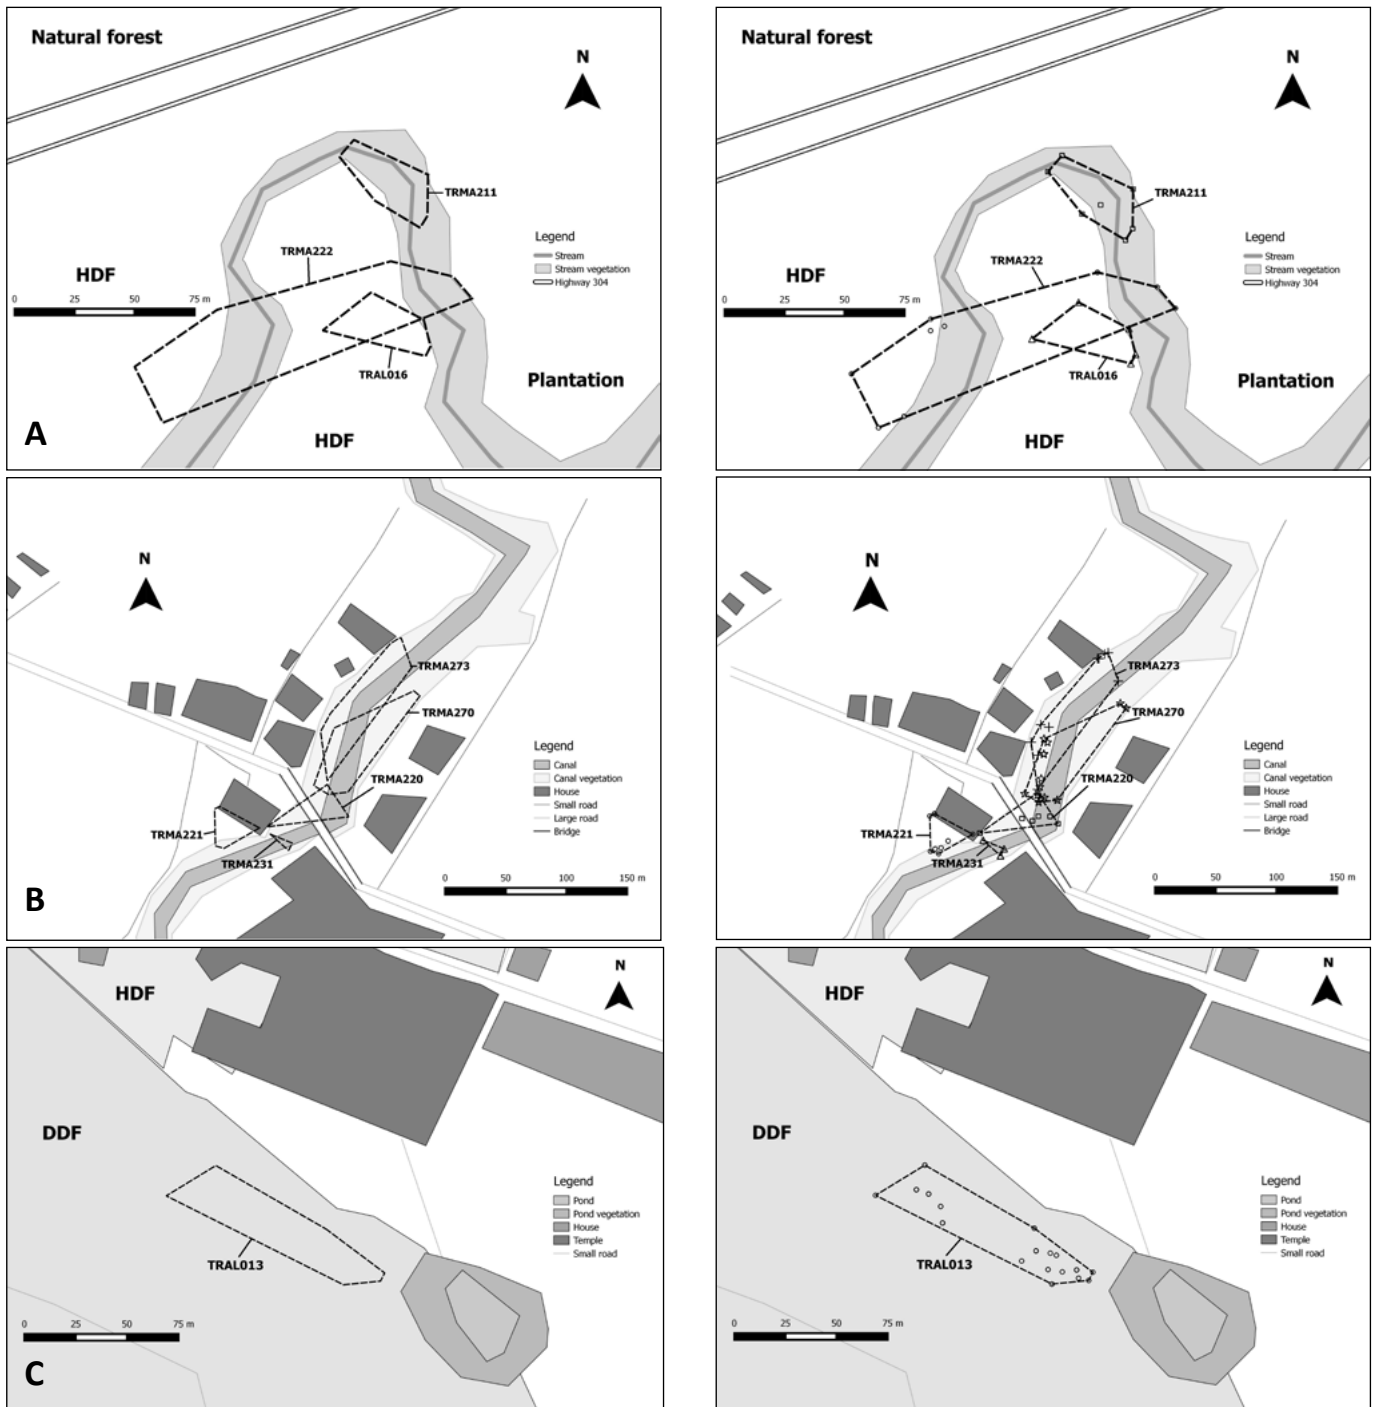 Natural forest
N
TRMA211
TRMA222
Legend
Stream
Stream vegetation
Highway 304
HDF
0 25 50 75 m
TRAL016
Plantation
A
HDF
Natural forest
N
TRMA211
TRMA222
Legend
Stream
Stream vegetation
Highway 304
HDF
0 25 50 75 m
TRAL016
Plantation
HDF
N
TRMA273
TRMA270
Legend
Canal
Canal vegetation
House
Small road
Large road
Bridge
TRMA220
TRMA221
TRMA231
0 50 100 150 m
B
N
TRMA273
TRMA270
Legend
Canal
Canal vegetation
House
Small road
Large road
Bridge
TRMA220
TRMA221
TRMA231
0 50 100 150 m
N
HDF
DDF
Legend
Pond
Pond vegetation
House
Temple
Small road
TRAL013
0 25 50 75 m
C
N
HDF
DDF
Legend
Pond
Pond vegetation
House
Temple
Small road
TRAL013
0 25 50 75 m